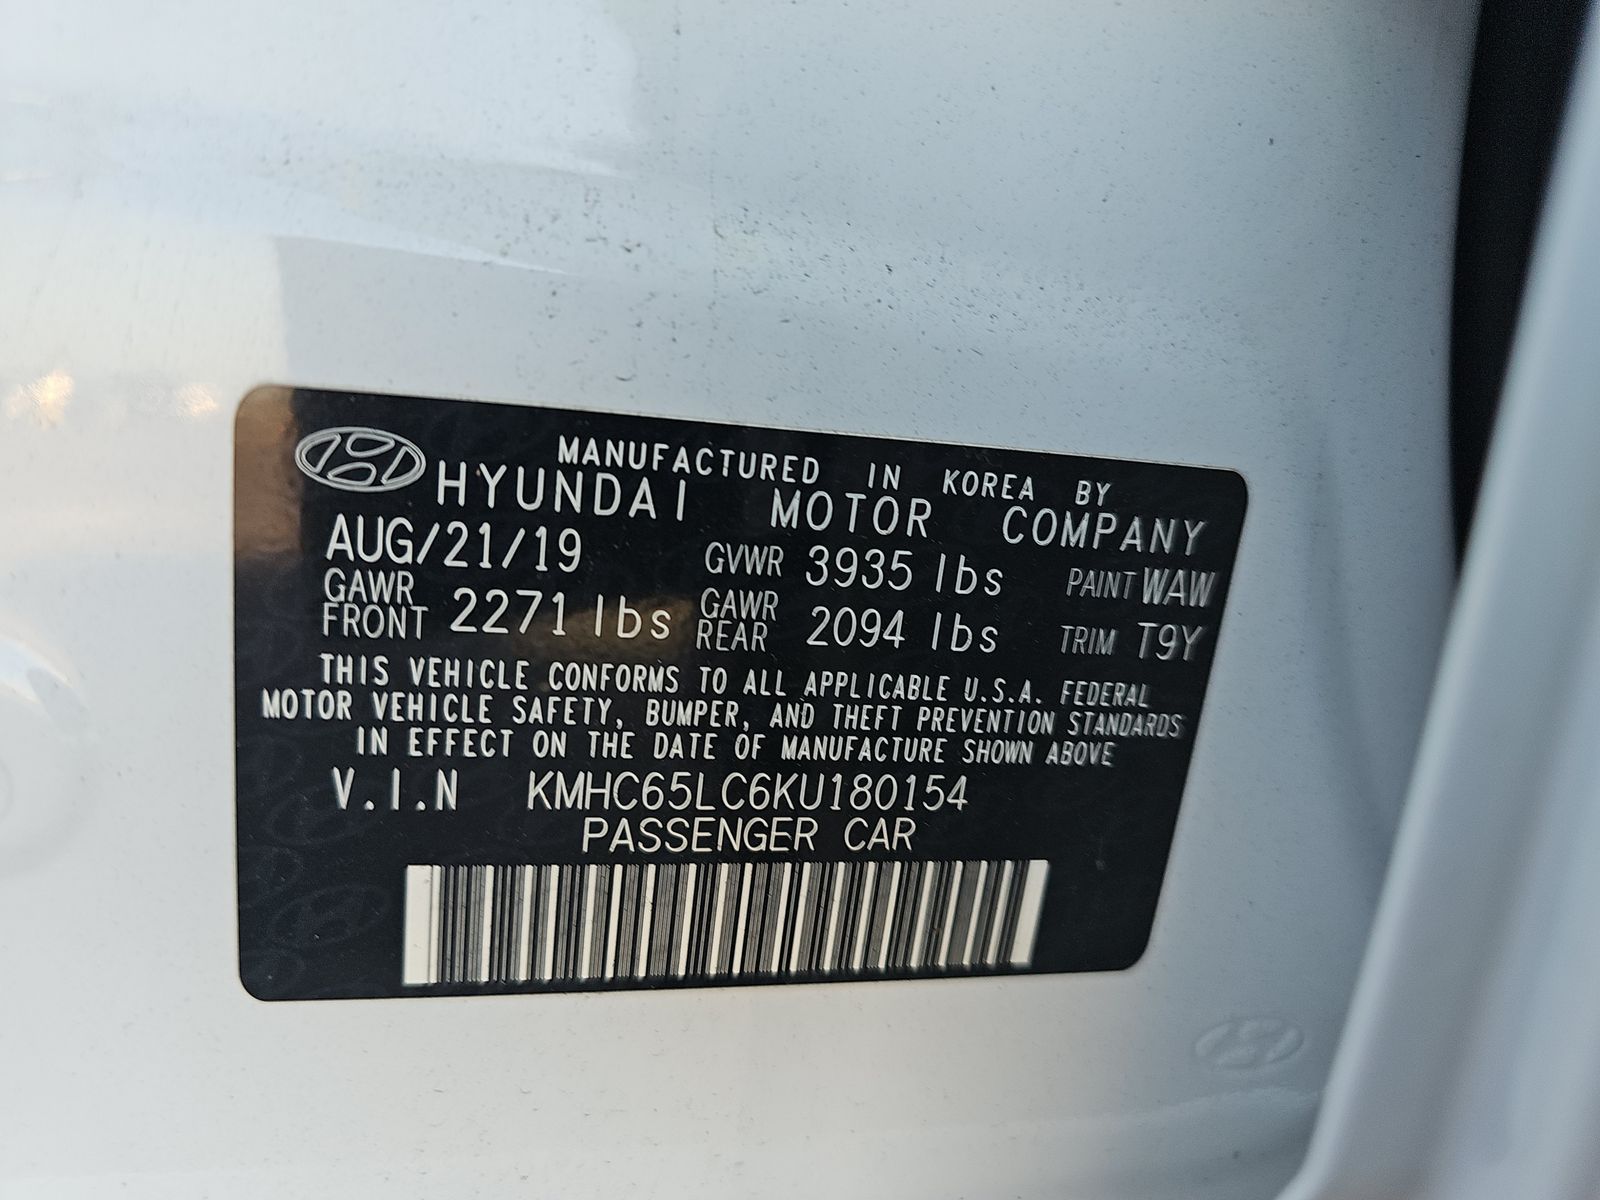 MANUFACTURED IN KOREA BY
HYUNDAI MOTOR COMPANY
AUG/21/19 GVWR 3935 lbs PAINT WAW
GAWR FRONT 2271 lbs GAWR REAR 2094 lbs TRIM T9Y
THIS VEHICLE CONFORMS TO ALL APPLICABLE U.S.A. FEDERAL
MOTOR VEHICLE SAFETY, BUMPER, AND THEFT PREVENTION STANDARDS
IN EFFECT ON THE DATE OF MANUFACTURE SHOWN ABOVE
V.I.N KMHC65LC6KU180154
PASSENGER CAR